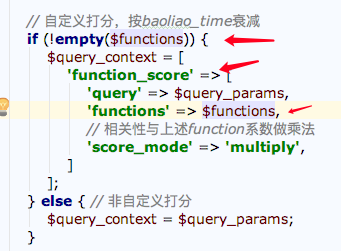 // 自定义打分，按baoliao_time衰减
if (!empty($functions)) {
$query_context = [
'function_score' => [
'query' => $query_params,
'functions' => $functions,
// 相关性与上述function系数做乘法
'score_mode' => 'multiply',
]
];
} else { // 非自定义打分
$query_context = $query_params;
}